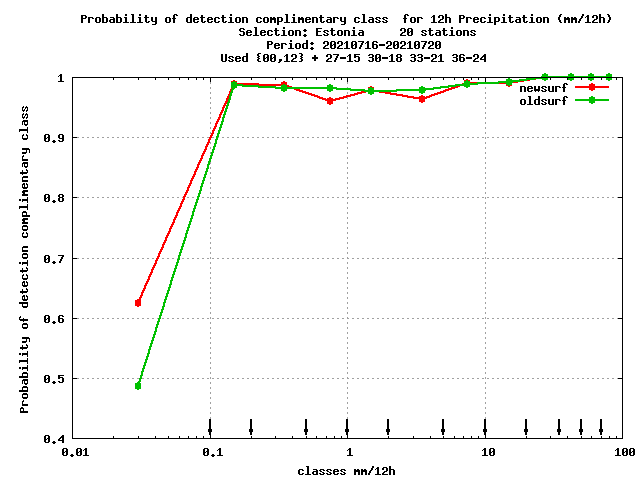 Probability of detection complimentary class  for 12h Precipitation (mm/12h)
Selection: Estonia     20 stations
Period: 20210716-20210720
Used {00,12} + 27-15 30-18 33-21 36-24
Probability of detection complimentary class
1
0.9
0.8
0.7
0.6
0.5
0.4
newsurf
oldsurf
0.01 0.1 1 10 100
classes mm/12h